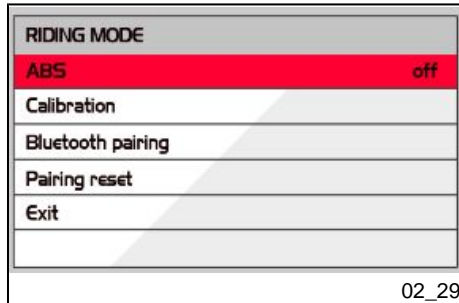 RIDING MODE
ABS off
Calibration
Bluetooth pairing
Pairing reset
Exit
02_29